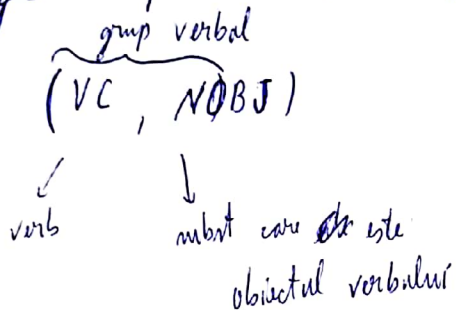 grup verbal
(VC, NOBJ)
verb subst care este
obiectul verbului